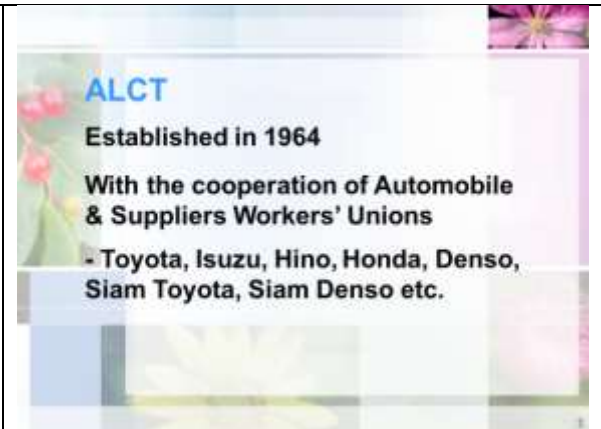 ALCT
Established in 1964
With the cooperation of Automobile
& Suppliers Workers' Unions
- Toyota, Isuzu, Hino, Honda, Denso,
Siam Toyota, Siam Denso etc.